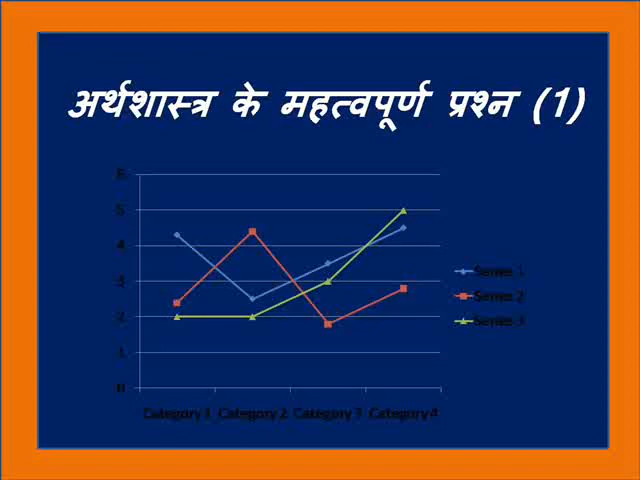 अर्थशास्त्र के महत्वपूर्ण प्रश्न (1)
6
5
4
3
2
1
0
Category 1 Category 2 Category 3 Category 4
Series 1
Series 2
Series 3